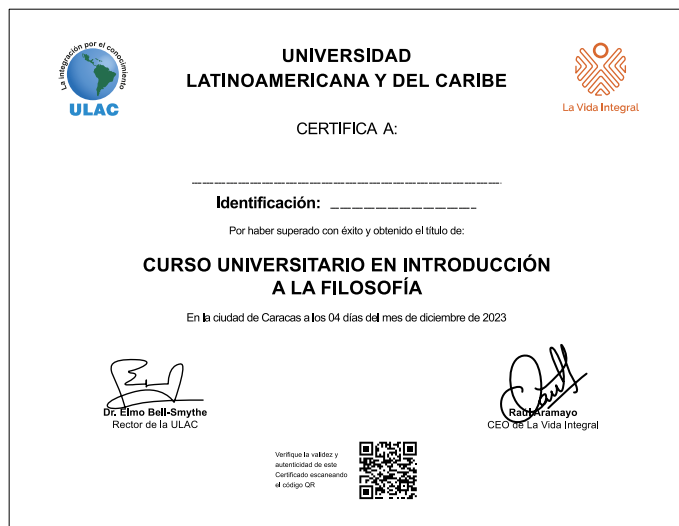 La integración por el conocimiento
ULAC
UNIVERSIDAD
LATINOAMERICANA Y DEL CARIBE
La Vida Integral
CERTIFICA A:
Identificación:
Por haber superado con éxito y obtenido el título de:
CURSO UNIVERSITARIO EN INTRODUCCIÓN
A LA FILOSOFÍA
En la ciudad de Caracas a los 04 días del mes de diciembre de 2023
Dr. Elmo Bell-Smythe
Rector de la ULAC
Raúl Aramayo
CEO de La Vida Integral
Verifique la validez y
autenticidad de este
Certificado escaneando
el código QR